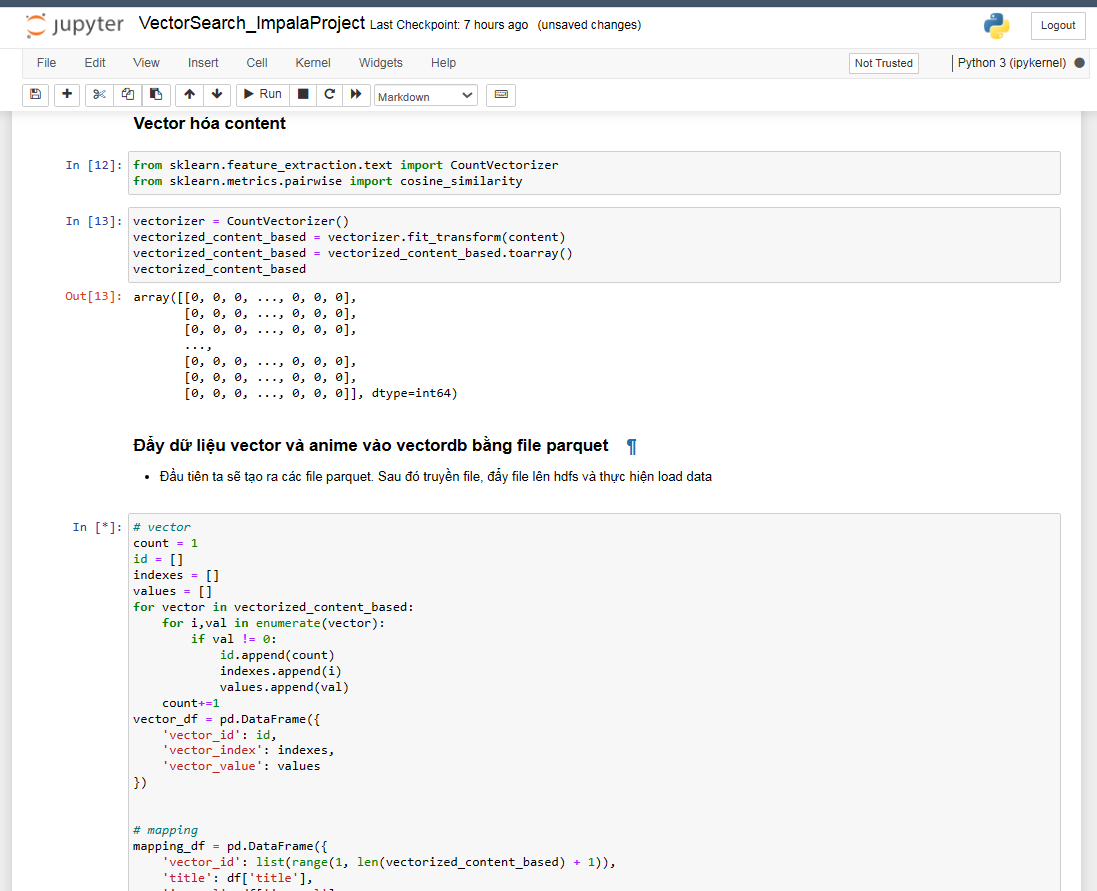 jupyter VectorSearch_ImpalaProject Last Checkpoint: 7 hours ago (unsaved changes) Logout
File Edit View Insert Cell Kernel Widgets Help Not Trusted Python 3 (ipykernel)
Run Markdown
Vector hóa content
In [12]: from sklearn.feature_extraction.text import CountVectorizer
from sklearn.metrics.pairwise import cosine_similarity
In [13]: vectorizer = CountVectorizer()
vectorized_content_based = vectorizer.fit_transform(content)
vectorized_content_based = vectorized_content_based.toarray()
vectorized_content_based
Out[13]: array([[0, 0, 0, ..., 0, 0, 0],
[0, 0, 0, ..., 0, 0, 0],
[0, 0, 0, ..., 0, 0, 0],
...,
[0, 0, 0, ..., 0, 0, 0],
[0, 0, 0, ..., 0, 0, 0],
[0, 0, 0, ..., 0, 0, 0]], dtype=int64)
Đẩy dữ liệu vector và anime vào vectordb bằng file parquet ¶
• Đầu tiên ta sẽ tạo ra các file parquet. Sau đó truyền file, đẩy file lên hdfs và thực hiện load data
In [*]: # vector
count = 1
id = []
indexes = []
values = []
for vector in vectorized_content_based:
for i,val in enumerate(vector):
if val != 0:
id.append(count)
indexes.append(i)
values.append(val)
count+=1
vector_df = pd.DataFrame({
'vector_id': id,
'vector_index': indexes,
'vector_value': values
})
# mapping
mapping_df = pd.DataFrame({
'vector_id': list(range(1, len(vectorized_content_based) + 1)),
'title': df['title'],